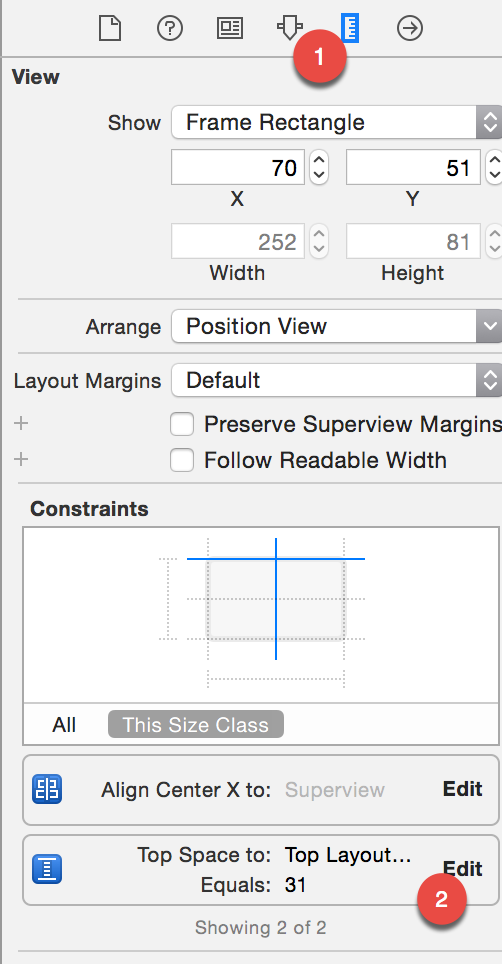 1
View
Show Frame Rectangle
70 51
X Y
252 81
Width Height
Arrange Position View
Layout Margins Default
+ Preserve Superview Margins
+ Follow Readable Width
Constraints
All This Size Class
Align Center X to: Superview Edit
Top Space to: Top Layout... Edit
Equals: 31
2
Showing 2 of 2